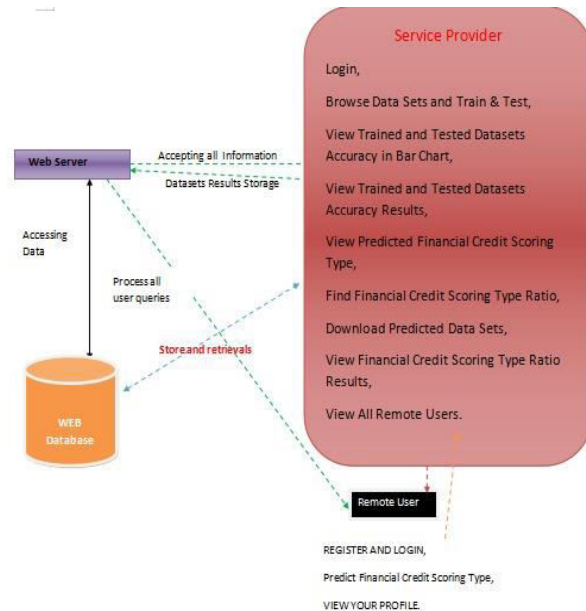 Service Provider
Login,
Browse Data Sets and Train & Test,
View Trained and Tested Datasets
Accuracy in Bar Chart,
View Trained and Tested Datasets
Accuracy Results,
View Predicted Financial Credit Scoring
Type,
Find Financial Credit Scoring Type Ratio,
Download Predicted Data Sets,
View Financial Credit Scoring Type Ratio
Results,
View All Remote Users.
Web Server
Accepting all Information
Datasets Results Storage
Accessing
Data
Process all
user queries
Store and retrievals
WEB
Database
Remote User
REGISTER AND LOGIN,
Predict Financial Credit Scoring Type,
VIEW YOUR PROFILE.